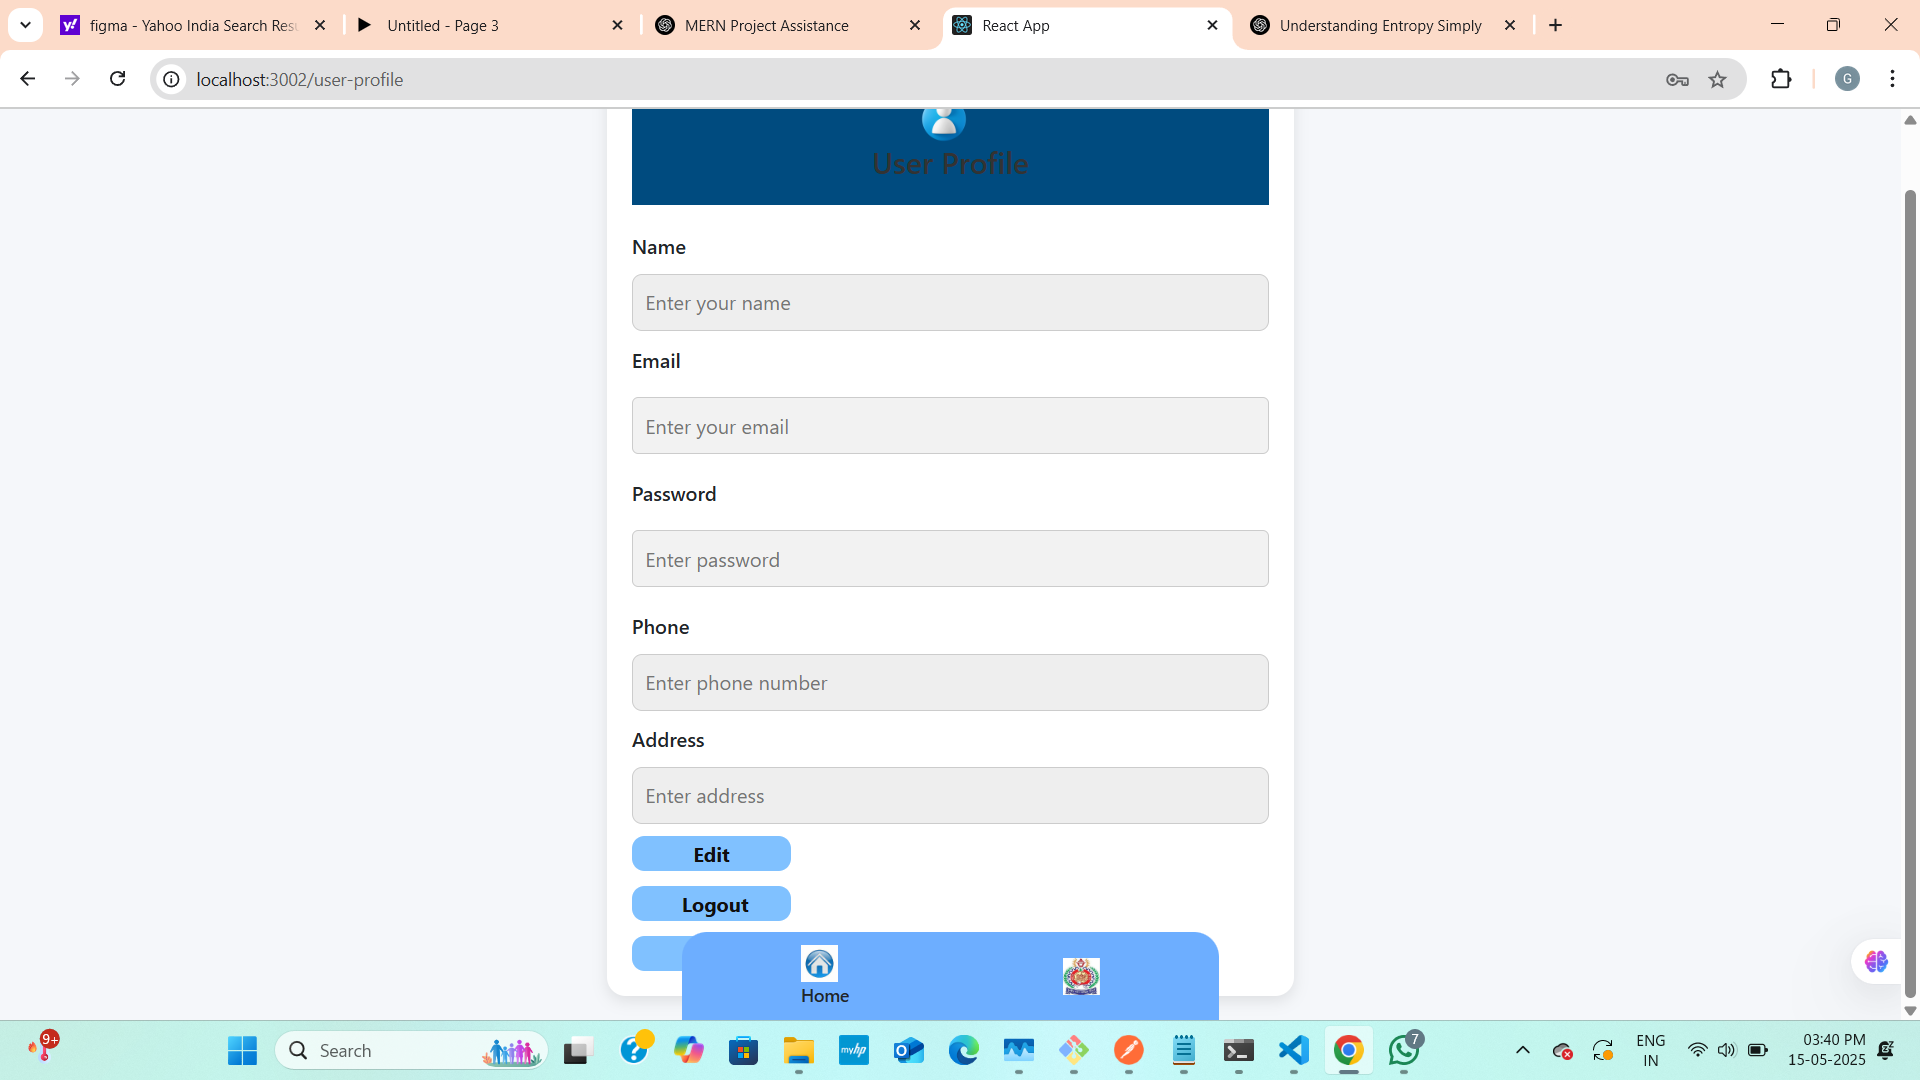 figma - Yahoo India Search Resu
Untitled - Page 3
MERN Project Assistance
React App
Understanding Entropy Simply
localhost:3002/user-profile
G
User Profile
Name
Enter your name
Email
Enter your email
Password
Enter password
Phone
Enter phone number
Address
Enter address
Edit
Logout
Home
9+
Search
myhp
7
ENG
IN
03:40 PM
15-05-2025